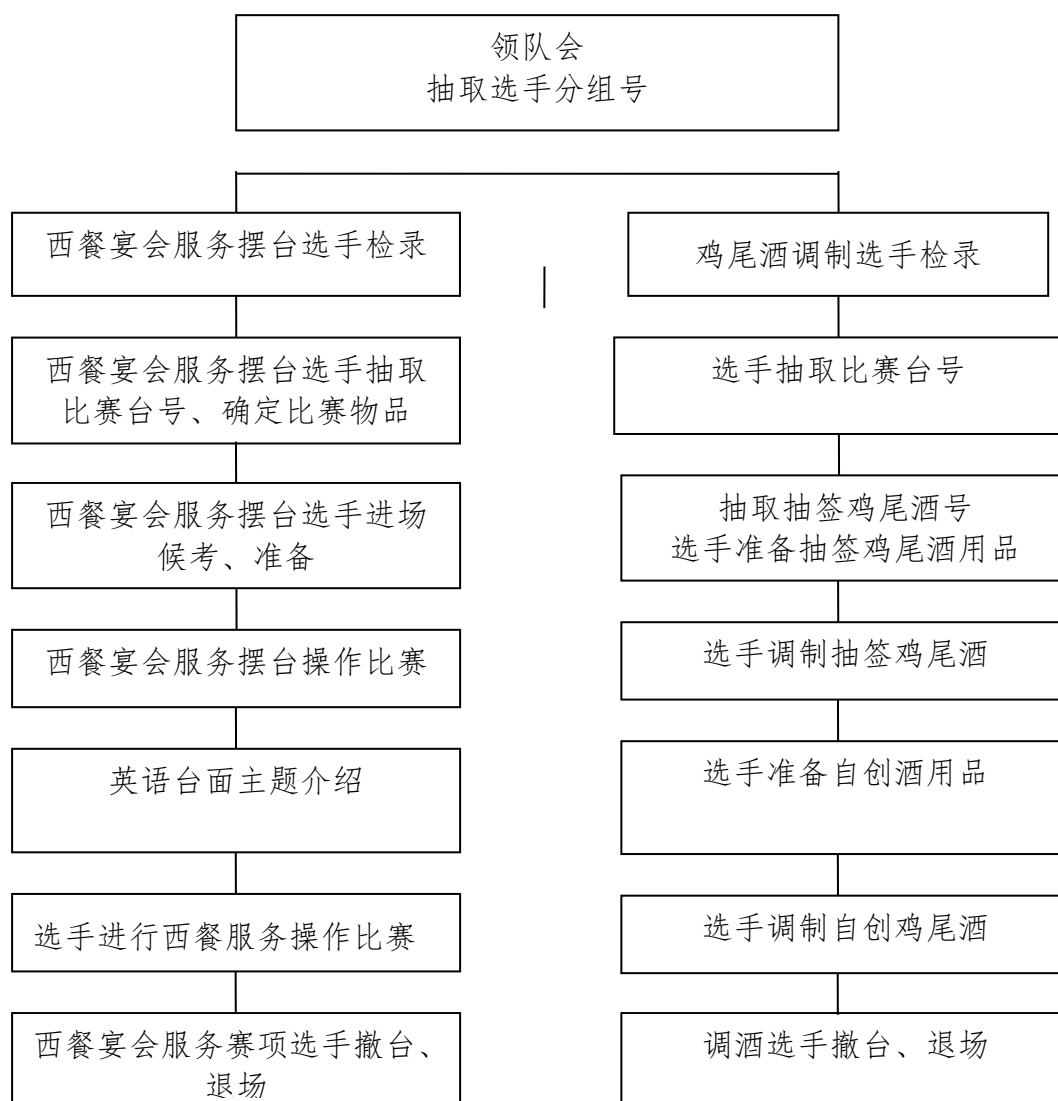 领队会
抽取选手分组号
西餐宴会服务摆台选手检录
鸡尾酒调制选手检录
西餐宴会服务摆台选手抽取
比赛台号、确定比赛物品
选手抽取比赛台号
西餐宴会服务摆台选手进场
候考、准备
抽取抽签鸡尾酒号
选手准备抽签鸡尾酒用品
西餐宴会服务摆台操作比赛
选手调制抽签鸡尾酒
英语台面主题介绍
选手准备自创酒用品
选手进行西餐服务操作比赛
选手调制自创鸡尾酒
西餐宴会服务赛项选手撤台、
退场
调酒选手撤台、退场